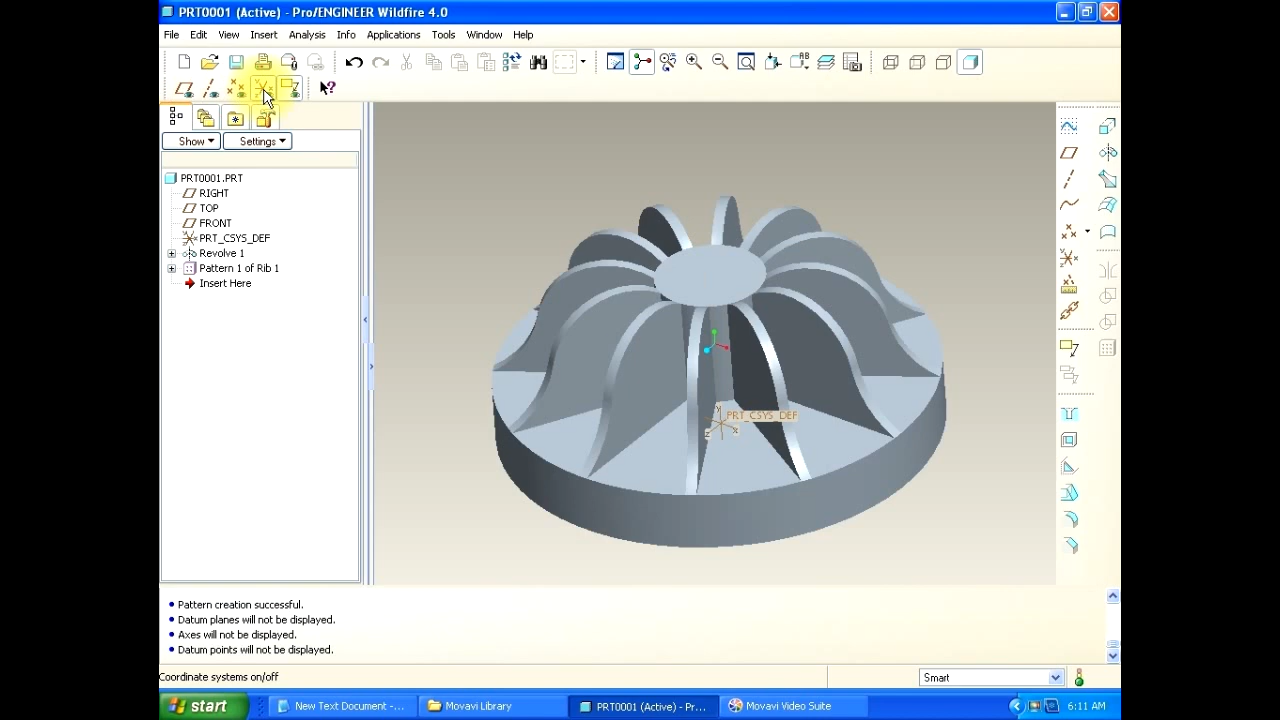 PRT0001 (Active) - Pro/ENGINEER Wildfire 4.0
File Edit View Insert Analysis Info Applications Tools Window Help
Show Settings
PRT0001.PRT
RIGHT
TOP
FRONT
PRT_CSYS_DEF
Revolve 1
Pattern 1 of Rib 1
Insert Here
y
PRT_CSYS_DEF
z x
Pattern creation successful.
Datum planes will not be displayed.
Axes will not be displayed.
Datum points will not be displayed.
Coordinate systems on/off
Smart
start New Text Document -... Movavi Library PRT0001 (Active) - Pr... Movavi Video Suite 6:11 AM